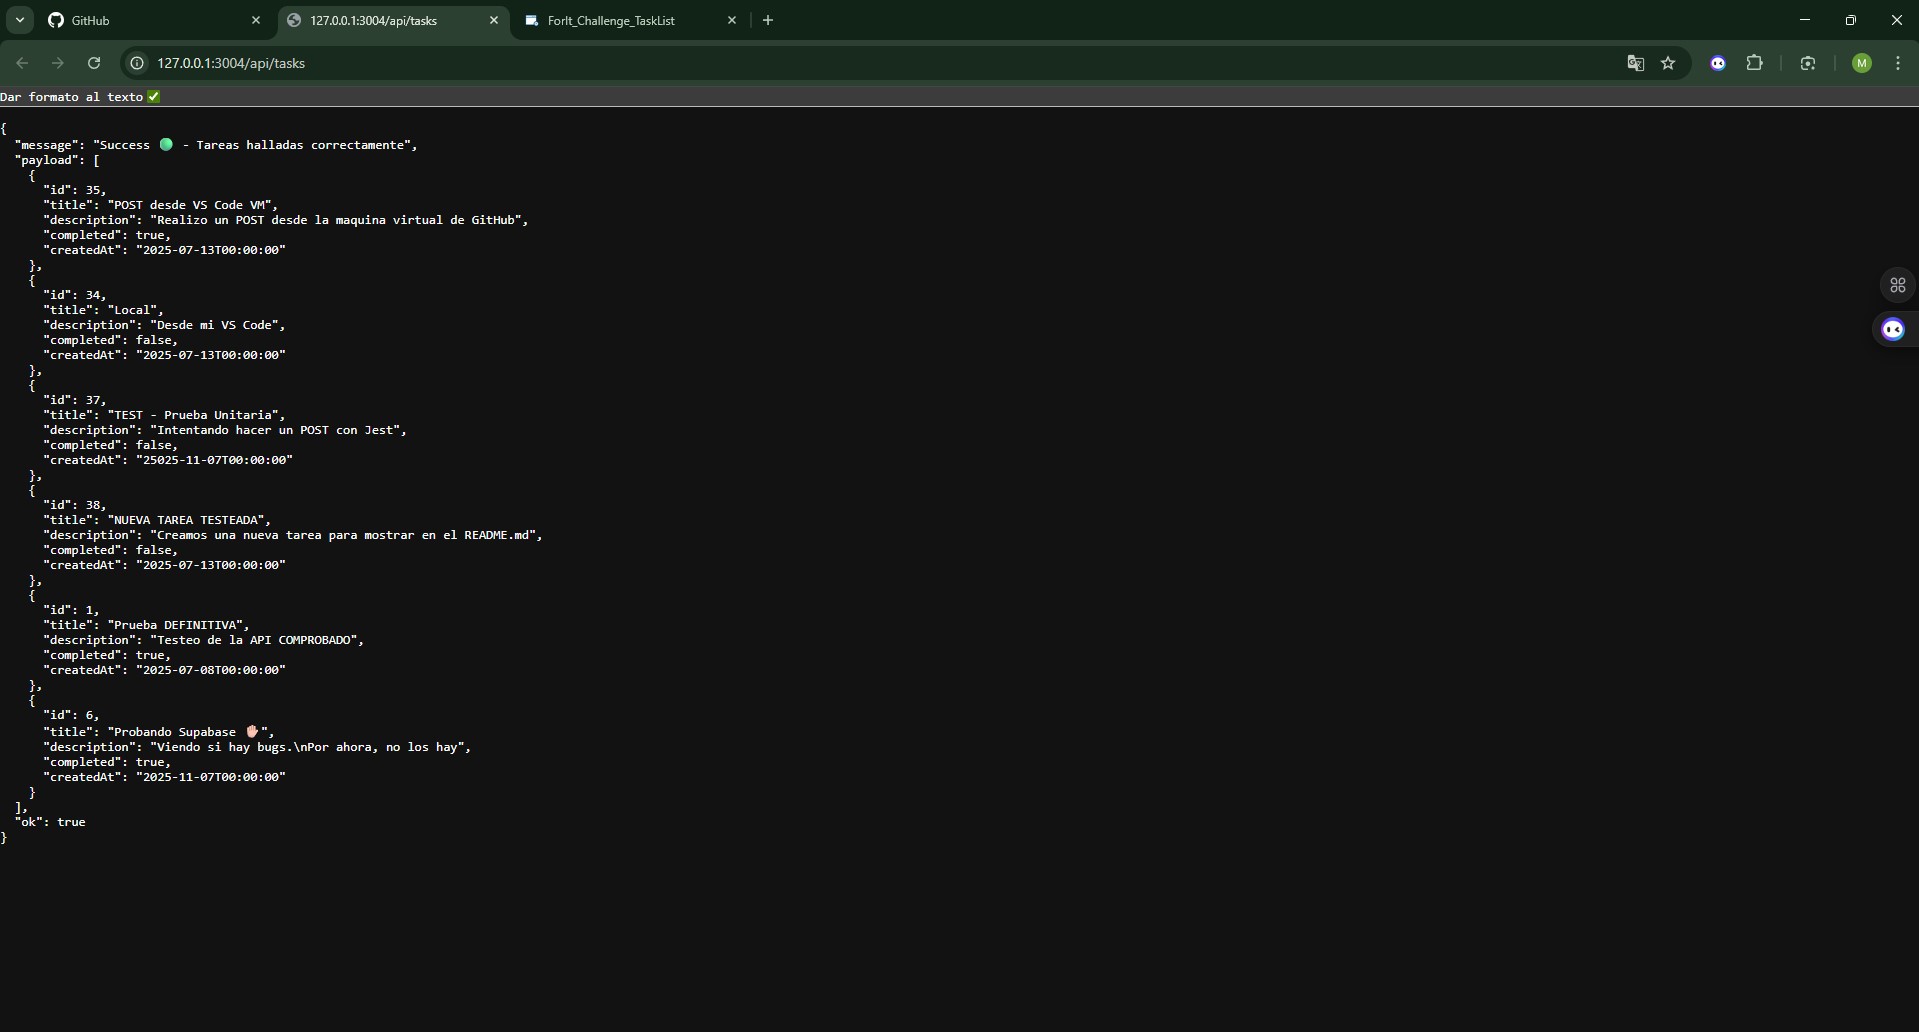 GitHub
127.0.0.1:3004/api/tasks
ForIt_Challenge_TaskList
127.0.0.1:3004/api/tasks
M
Dar formato al texto ✅
{
  "message": "Success 🟢 - Tareas halladas correctamente",
  "payload": [
    {
      "id": 35,
      "title": "POST desde VS Code VM",
      "description": "Realizo un POST desde la maquina virtual de GitHub",
      "completed": true,
      "createdAt": "2025-07-13T00:00:00"
    },
    {
      "id": 34,
      "title": "Local",
      "description": "Desde mi VS Code",
      "completed": false,
      "createdAt": "2025-07-13T00:00:00"
    },
    {
      "id": 37,
      "title": "TEST - Prueba Unitaria",
      "description": "Intentando hacer un POST con Jest",
      "completed": false,
      "createdAt": "25025-11-07T00:00:00"
    },
    {
      "id": 38,
      "title": "NUEVA TAREA TESTEADA",
      "description": "Creamos una nueva tarea para mostrar en el README.md",
      "completed": false,
      "createdAt": "2025-07-13T00:00:00"
    },
    {
      "id": 1,
      "title": "Prueba DEFINITIVA",
      "description": "Testeo de la API COMPROBADO",
      "completed": true,
      "createdAt": "2025-07-08T00:00:00"
    },
    {
      "id": 6,
      "title": "Probando Supabase 🖐🏻",
      "description": "Viendo si hay bugs.\nPor ahora, no los hay",
      "completed": true,
      "createdAt": "2025-11-07T00:00:00"
    }
  ],
  "ok": true
}